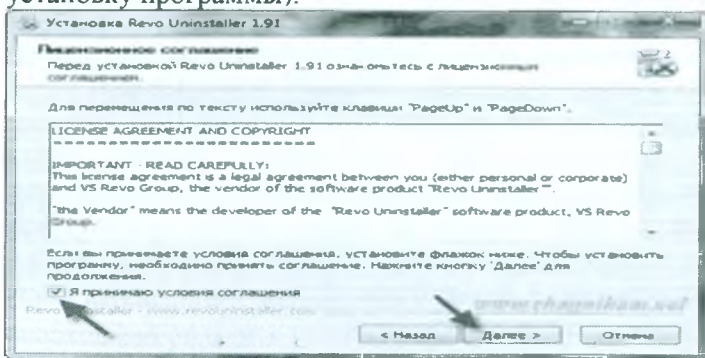 установку программы).
Установка Revo Uninstaller 1.91
Лицензионное соглашение
Перед установкой Revo Uninstaller 1.91 ознакомьтесь с лицензионным
соглашением.
Для перемещения по тексту используйте клавиши "PageUp" и "PageDown".
LICENSE AGREEMENT AND COPYRIGHT
IMPORTANT - READ CAREFULLY:
This license agreement is a legal agreement between you (either personal or corporate)
and VS Revo Group, the vendor of the software product "Revo Uninstaller"".
"the Vendor" means the developer of the "Revo Uninstaller" software product, VS Revo
Group.
Если вы принимаете условия соглашения, установите флажок ниже. Чтобы установить
программу, необходимо принять соглашение. Нажмите кнопку 'Далее' для
продолжения.
Я принимаю условия соглашения
Revo Uninstaller - www.revouninstaller.com
< Назад
Далее >
Отмена